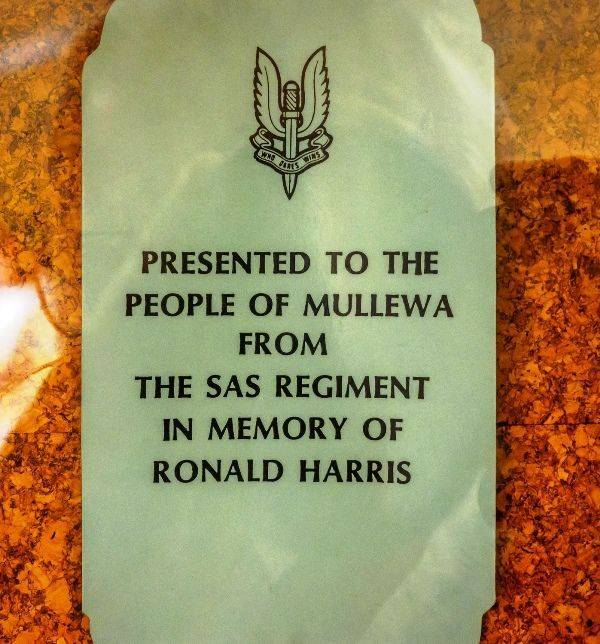 WHO DARES WINS
PRESENTED TO THE
PEOPLE OF MULLEWA
FROM
THE SAS REGIMENT
IN MEMORY OF
RONALD HARRIS